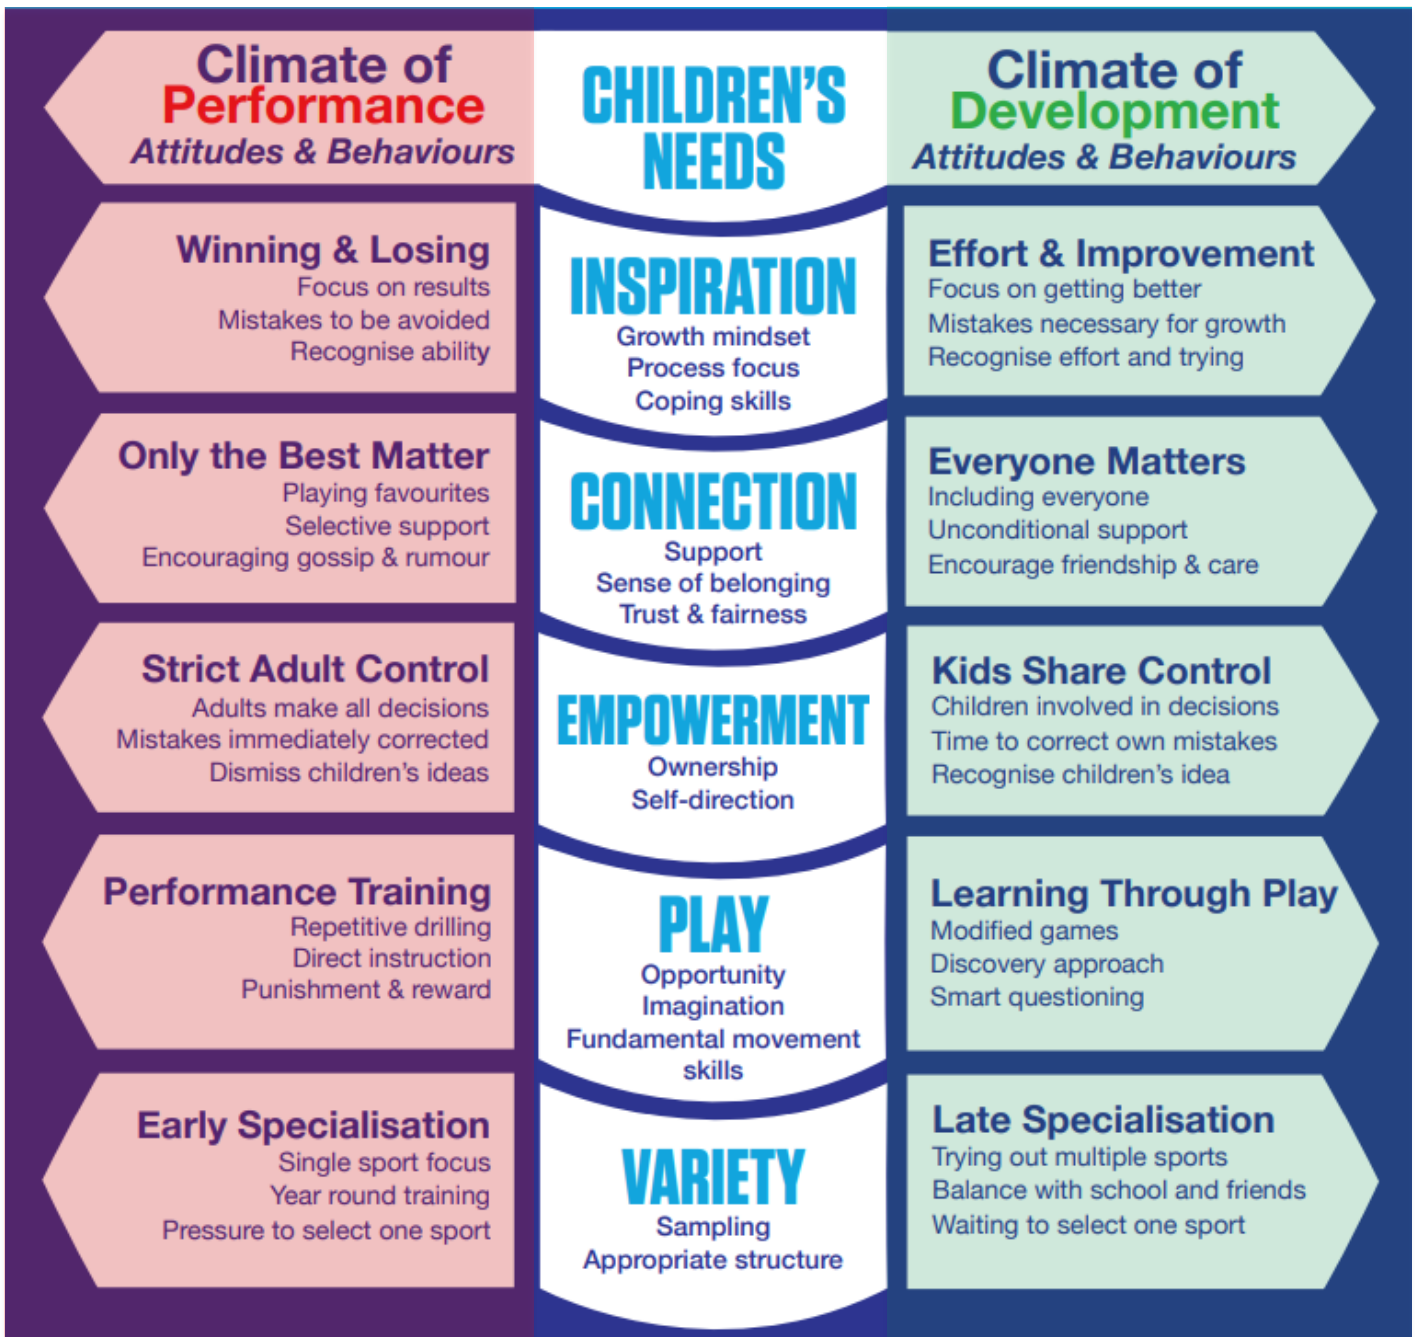 Climate of
Performance
Attitudes & Behaviours
CHILDREN'S
NEEDS
Climate of
Development
Attitudes & Behaviours
Winning & Losing
Focus on results
Mistakes to be avoided
Recognise ability
INSPIRATION
Growth mindset
Process focus
Coping skills
Effort & Improvement
Focus on getting better
Mistakes necessary for growth
Recognise effort and trying
Only the Best Matter
Playing favourites
Selective support
Encouraging gossip & rumour
CONNECTION
Support
Sense of belonging
Trust & fairness
Everyone Matters
Including everyone
Unconditional support
Encourage friendship & care
Strict Adult Control
Adults make all decisions
Mistakes immediately corrected
Dismiss children’s ideas
EMPOWERMENT
Ownership
Self-direction
Kids Share Control
Children involved in decisions
Time to correct own mistakes
Recognise children’s idea
Performance Training
Repetitive drilling
Direct instruction
Punishment & reward
PLAY
Opportunity
Imagination
Fundamental movement
skills
Learning Through Play
Modified games
Discovery approach
Smart questioning
Early Specialisation
Single sport focus
Year round training
Pressure to select one sport
VARIETY
Sampling
Appropriate structure
Late Specialisation
Trying out multiple sports
Balance with school and friends
Waiting to select one sport